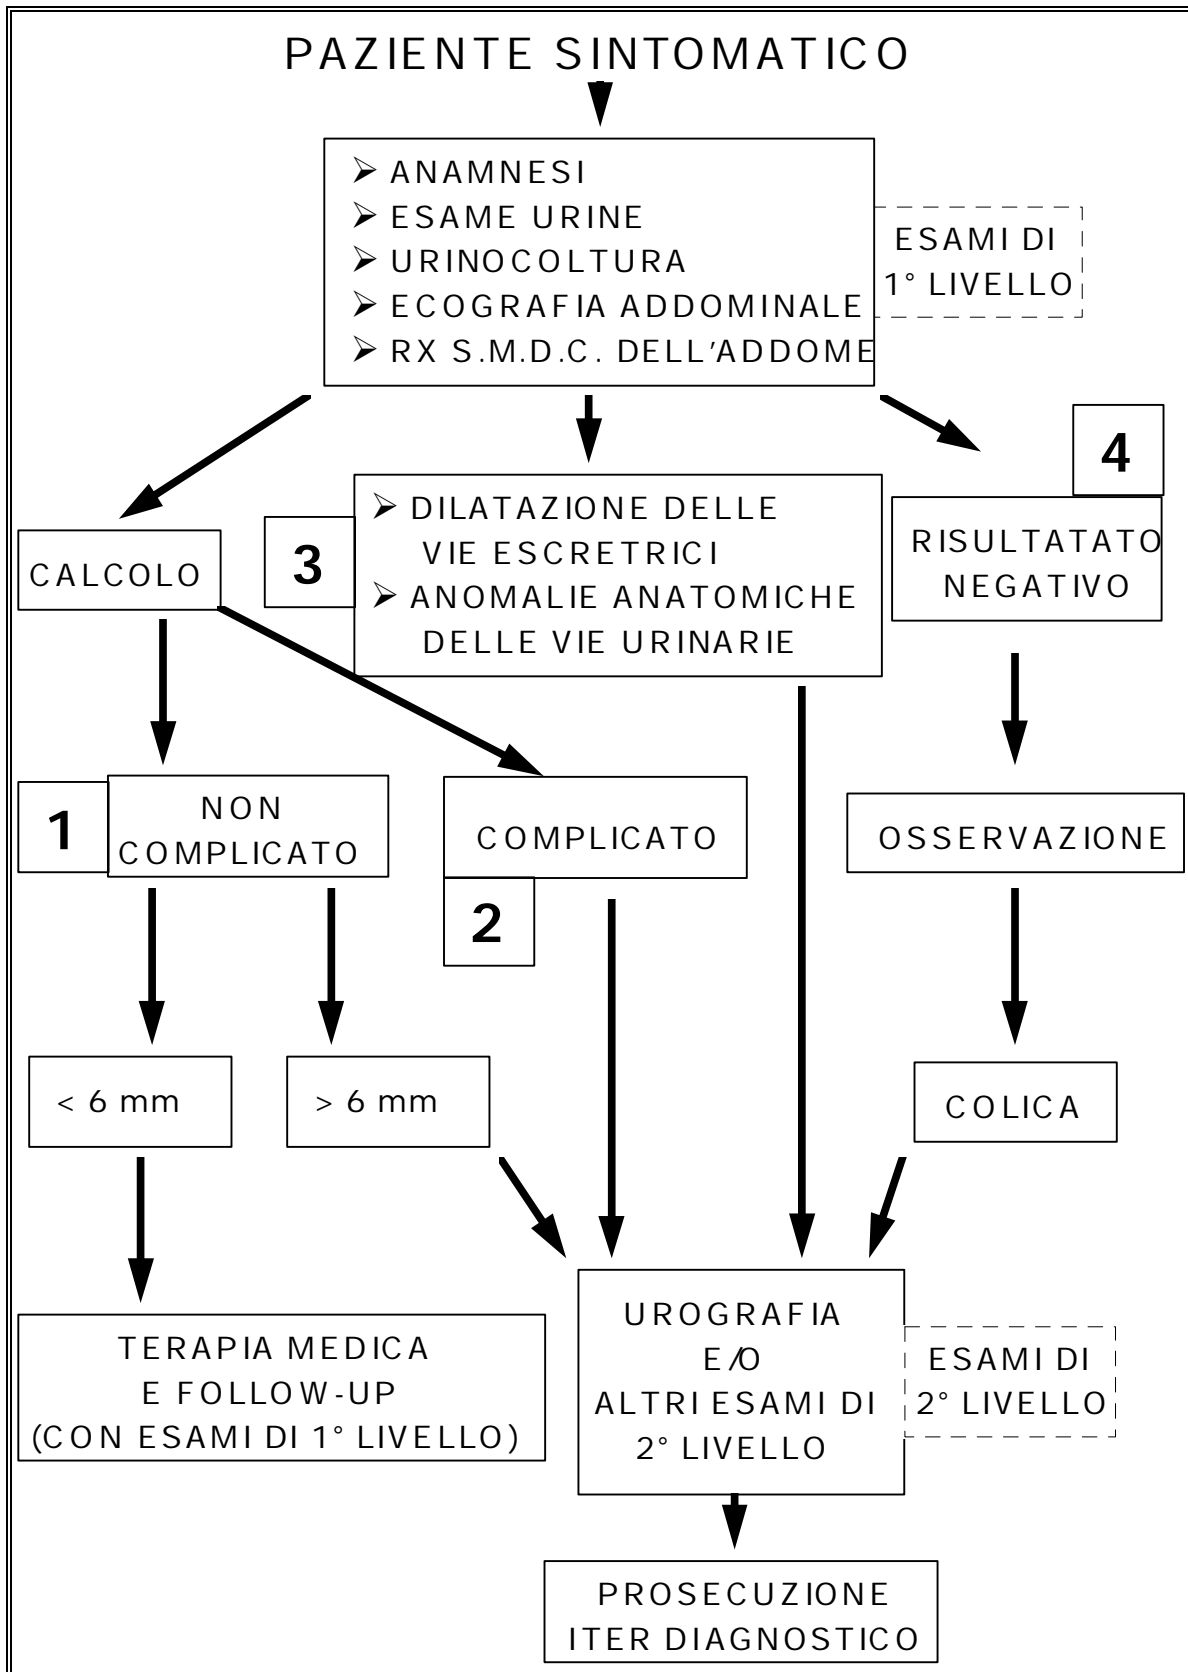 PAZIENTE SINTOMATICO
➢ ANAMNESI
➢ ESAME URINE
➢ URINOCOLTURA
➢ ECOGRAFIA ADDOMINALE
➢ RX S.M.D.C. DELL'ADDOME
ESAMI DI
1° LIVELLO
4
3
➢ DILATAZIONE DELLE
VIE ESCRETRICI
➢ ANOMALIE ANATOMICHE
DELLE VIE URINARIE
RISULTATATO
NEGATIVO
CALCOLO
1
NON
COMPLICATO
COMPLICATO
2
OSSERVAZIONE
< 6 mm
> 6 mm
COLICA
TERAPIA MEDICA
E FOLLOW-UP
(CON ESAMI DI 1° LIVELLO)
UROGRAFIA
E/O
ALTRI ESAMI DI
2° LIVELLO
ESAMI DI
2° LIVELLO
PROSECUZIONE
ITER DIAGNOSTICO